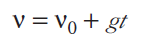 v = v₀ + gt